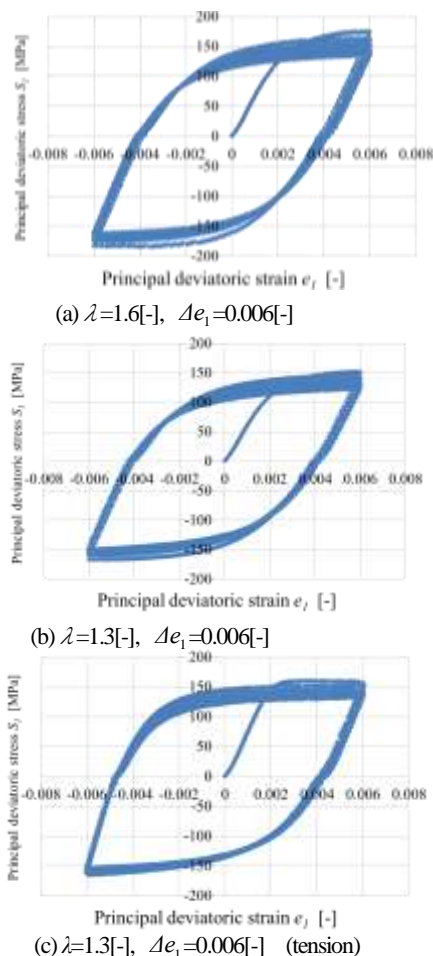 Principal deviatoric stress S1 [MPa]
200
150
100
50
0
-0.008 -0.006 -0.004 -0.002 0 0.002 0.004 0.006 0.008
-50
-100
-150
-200
Principal deviatoric strain eI [-]
(a) λ=1.6[-], Δe1=0.006[-]
Principal deviatoric stress S1 [MPa]
200
150
100
50
0
-0.008 -0.006 -0.004 -0.002 0 0.002 0.004 0.006 0.008
-50
-100
-150
-200
Principal deviatoric strain eI [-]
(b) λ=1.3[-], Δe1=0.006[-]
Principal deviatoric stress S1 [MPa]
200
150
100
50
0
-0.008 -0.006 -0.004 -0.002 0 0.002 0.004 0.006 0.008
-50
-100
-150
-200
Principal deviatoric strain eI [-]
(c) λ=1.3[-], Δe1=0.006[-] (tension)